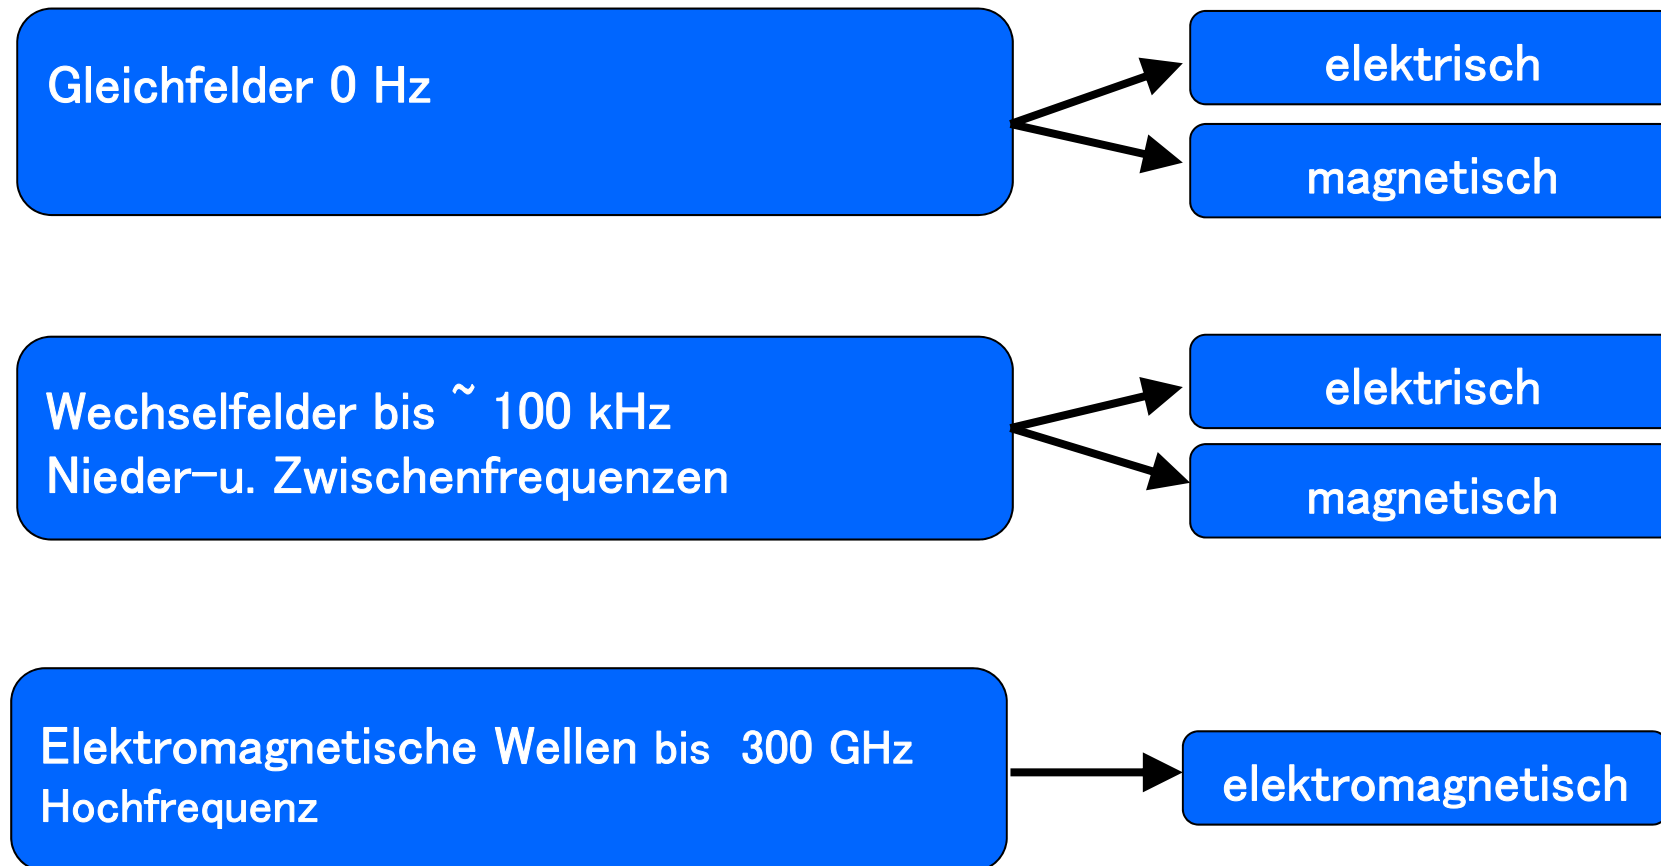 Gleichfelder 0 Hz
elektrisch
magnetisch
Wechselfelder bis ~ 100 kHz
Nieder-u. Zwischenfrequenzen
elektrisch
magnetisch
Elektromagnetische Wellen bis 300 GHz
Hochfrequenz
elektromagnetisch